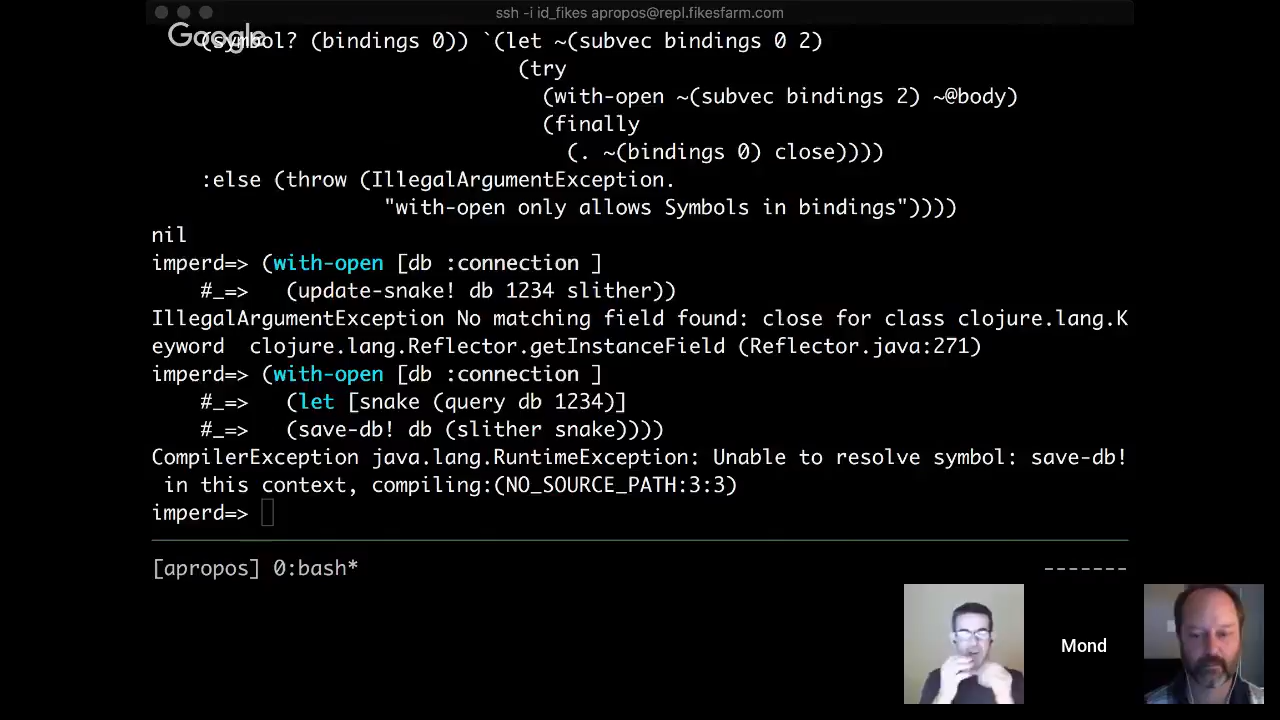 ssh -i id_fikes apropos@repl.fikesfarm.com
Google
(symbol? (bindings 0)) `(let ~(subvec bindings 0 2)
(try
(with-open ~(subvec bindings 2) ~@body)
(finally
(. ~(bindings 0) close))))
:else (throw (IllegalArgumentException.
"with-open only allows Symbols in bindings"))))
nil
imperd=> (with-open [db :connection ]
#_=> (update-snake! db 1234 slither))
IllegalArgumentException No matching field found: close for class clojure.lang.K
eyword clojure.lang.Reflector.getInstanceField (Reflector.java:271)
imperd=> (with-open [db :connection ]
#_=> (let [snake (query db 1234)]
#_=> (save-db! db (slither snake))))
CompilerException java.lang.RuntimeException: Unable to resolve symbol: save-db!
in this context, compiling:(NO_SOURCE_PATH:3:3)
imperd=>
[apropos] 0:bash* -------
Mond